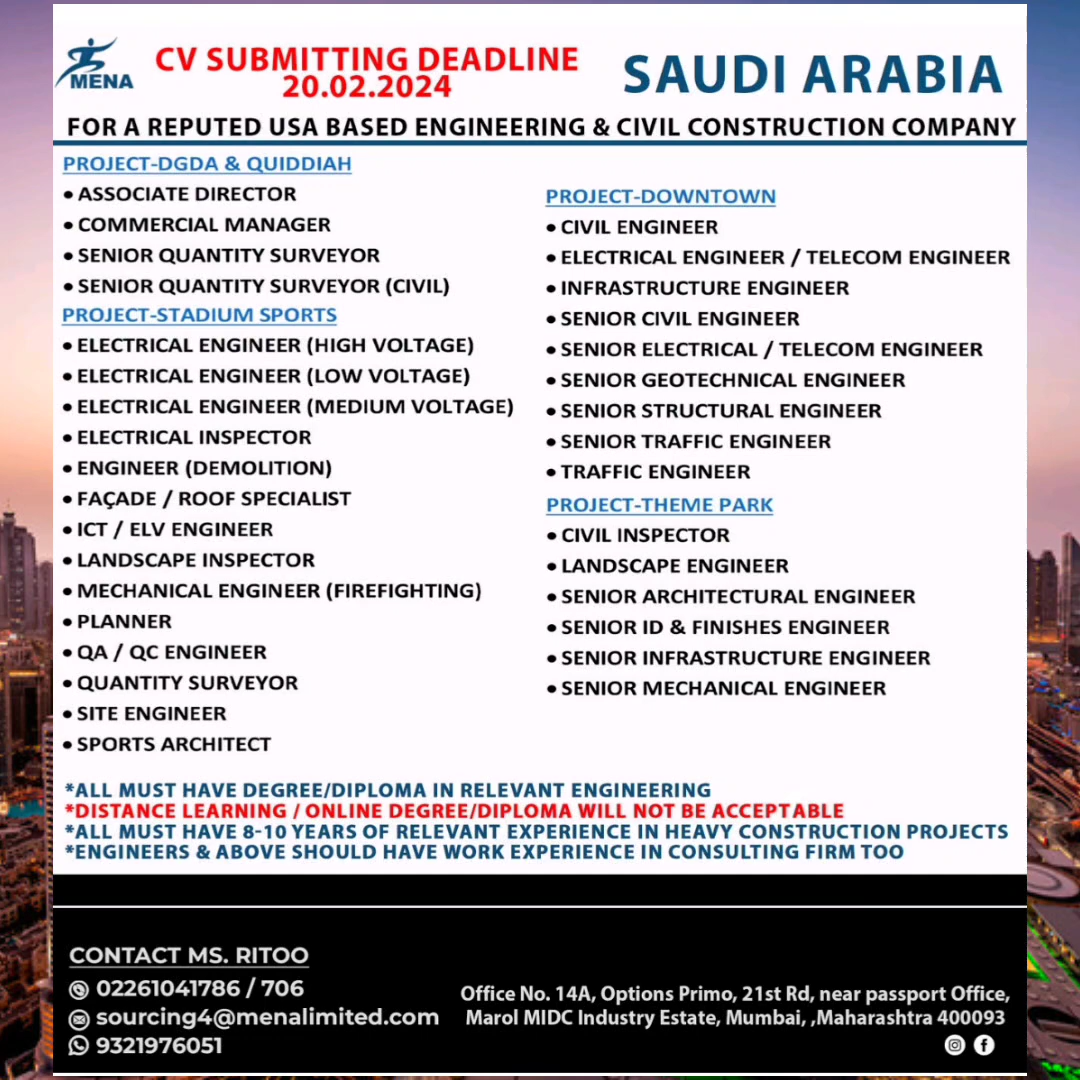 MENA
CV SUBMITTING DEADLINE
20.02.2024
SAUDI ARABIA
FOR A REPUTED USA BASED ENGINEERING & CIVIL CONSTRUCTION COMPANY
PROJECT-DGDA & QUIDDIAH
• ASSOCIATE DIRECTOR
• COMMERCIAL MANAGER
• SENIOR QUANTITY SURVEYOR
• SENIOR QUANTITY SURVEYOR (CIVIL)
PROJECT-STADIUM SPORTS
• ELECTRICAL ENGINEER (HIGH VOLTAGE)
• ELECTRICAL ENGINEER (LOW VOLTAGE)
• ELECTRICAL ENGINEER (MEDIUM VOLTAGE)
• ELECTRICAL INSPECTOR
• ENGINEER (DEMOLITION)
• FAÇADE / ROOF SPECIALIST
• ICT / ELV ENGINEER
• LANDSCAPE INSPECTOR
• MECHANICAL ENGINEER (FIREFIGHTING)
• PLANNER
• QA / QC ENGINEER
• QUANTITY SURVEYOR
• SITE ENGINEER
• SPORTS ARCHITECT
PROJECT-DOWNTOWN
• CIVIL ENGINEER
• ELECTRICAL ENGINEER / TELECOM ENGINEER
• INFRASTRUCTURE ENGINEER
• SENIOR CIVIL ENGINEER
• SENIOR ELECTRICAL / TELECOM ENGINEER
• SENIOR GEOTECHNICAL ENGINEER
• SENIOR STRUCTURAL ENGINEER
• SENIOR TRAFFIC ENGINEER
• TRAFFIC ENGINEER
PROJECT-THEME PARK
• CIVIL INSPECTOR
• LANDSCAPE ENGINEER
• SENIOR ARCHITECTURAL ENGINEER
• SENIOR ID & FINISHES ENGINEER
• SENIOR INFRASTRUCTURE ENGINEER
• SENIOR MECHANICAL ENGINEER
*ALL MUST HAVE DEGREE/DIPLOMA IN RELEVANT ENGINEERING
*DISTANCE LEARNING / ONLINE DEGREE/DIPLOMA WILL NOT BE ACCEPTABLE
*ALL MUST HAVE 8-10 YEARS OF RELEVANT EXPERIENCE IN HEAVY CONSTRUCTION PROJECTS
*ENGINEERS & ABOVE SHOULD HAVE WORK EXPERIENCE IN CONSULTING FIRM TOO
CONTACT MS. RITOO
02261041786 / 706
sourcing4@menalimited.com
9321976051
Office No. 14A, Options Primo, 21st Rd, near passport Office,
Marol MIDC Industry Estate, Mumbai, ,Maharashtra 400093